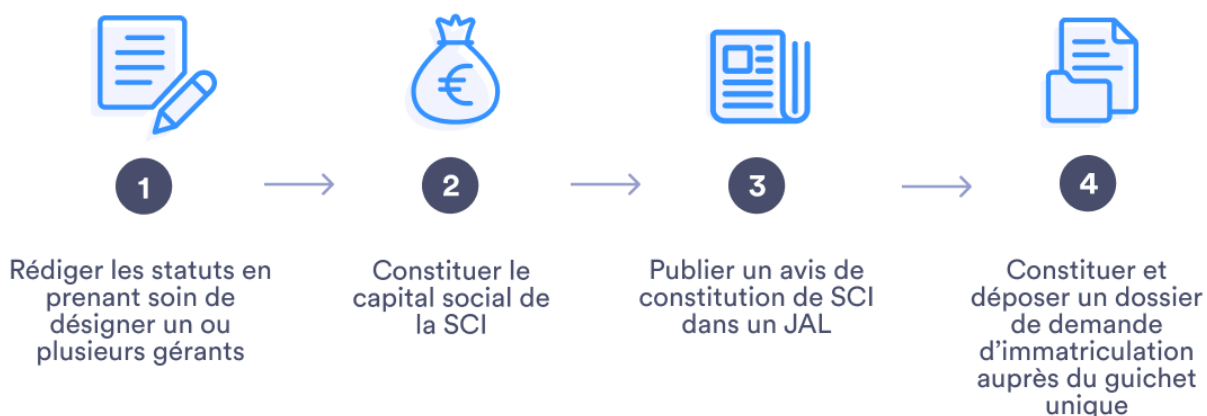 1
Rédiger les statuts en
prenant soin de
désigner un ou
plusieurs gérants
2
Constituer le
capital social de
la SCI
3
Publier un avis de
constitution de SCI
dans un JAL
4
Constituer et
déposer un dossier
de demande
d’immatriculation
auprès du guichet
unique